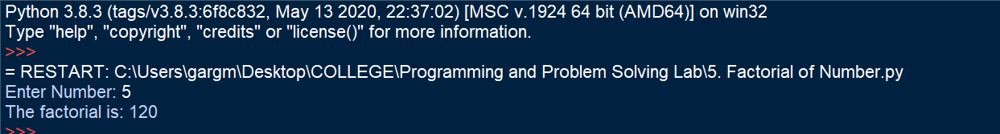 Python 3.8.3 (tags/v3.8.3:6f8c832, May 13 2020, 22:37:02) [MSC v.1924 64 bit (AMD64)] on win32
Type "help", "copyright", "credits" or "license()" for more information.
>>>
= RESTART: C:\Users\gargm\Desktop\COLLEGE\Programming and Problem Solving Lab\5. Factorial of Number.py
Enter Number: 5
The factorial is: 120
>>>